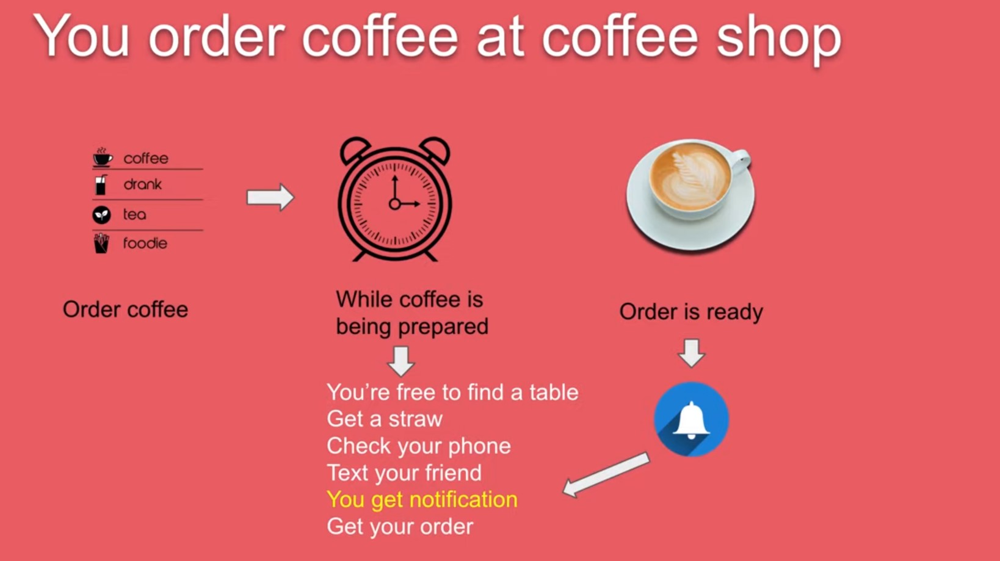 You order coffee at coffee shop
coffee
drank
tea
foodie
Order coffee
While coffee is
being prepared
You're free to find a table
Get a straw
Check your phone
Text your friend
You get notification
Get your order
Order is ready